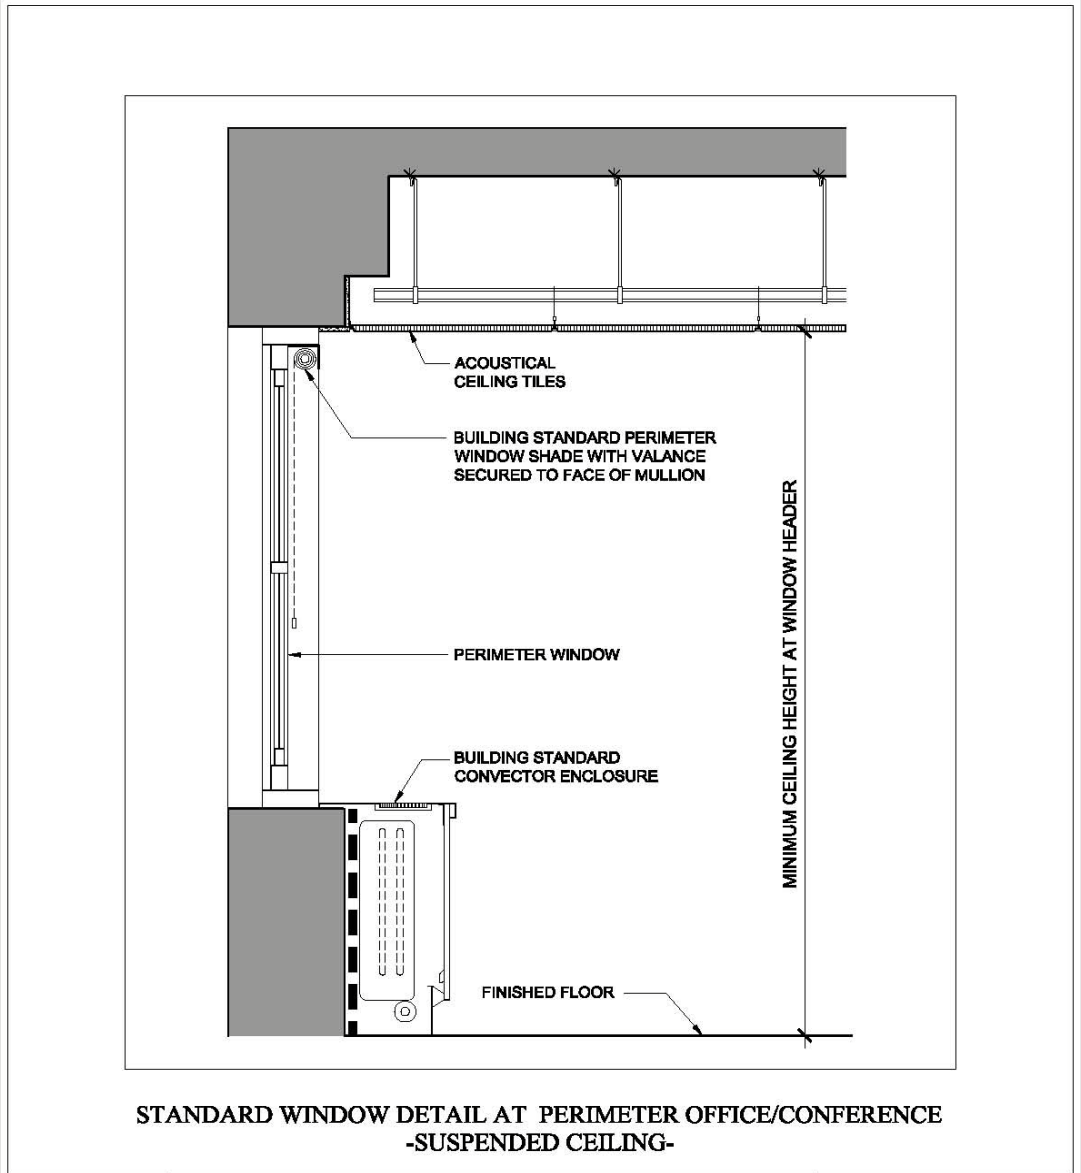 ACOUSTICAL
CEILING TILES
BUILDING STANDARD PERIMETER
WINDOW SHADE WITH VALANCE
SECURED TO FACE OF MULLION
MINIMUM CEILING HEIGHT AT WINDOW HEADER
PERIMETER WINDOW
BUILDING STANDARD
CONVECTOR ENCLOSURE
FINISHED FLOOR
STANDARD WINDOW DETAIL AT PERIMETER OFFICE/CONFERENCE
-SUSPENDED CEILING-